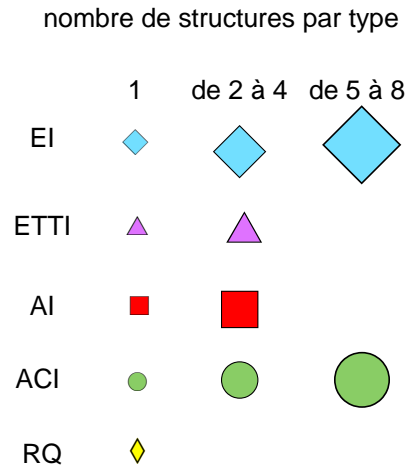 nombre de structures par type
1 de 2 à 4 de 5 à 8
EI
ETTI
AI
ACI
RQ